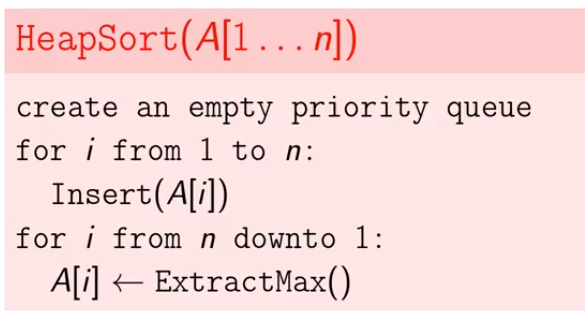 HeapSort(A[1 . . . n])
create an empty priority queue
for i from 1 to n:
Insert(A[i])
for i from n downto 1:
A[i] ← ExtractMax()